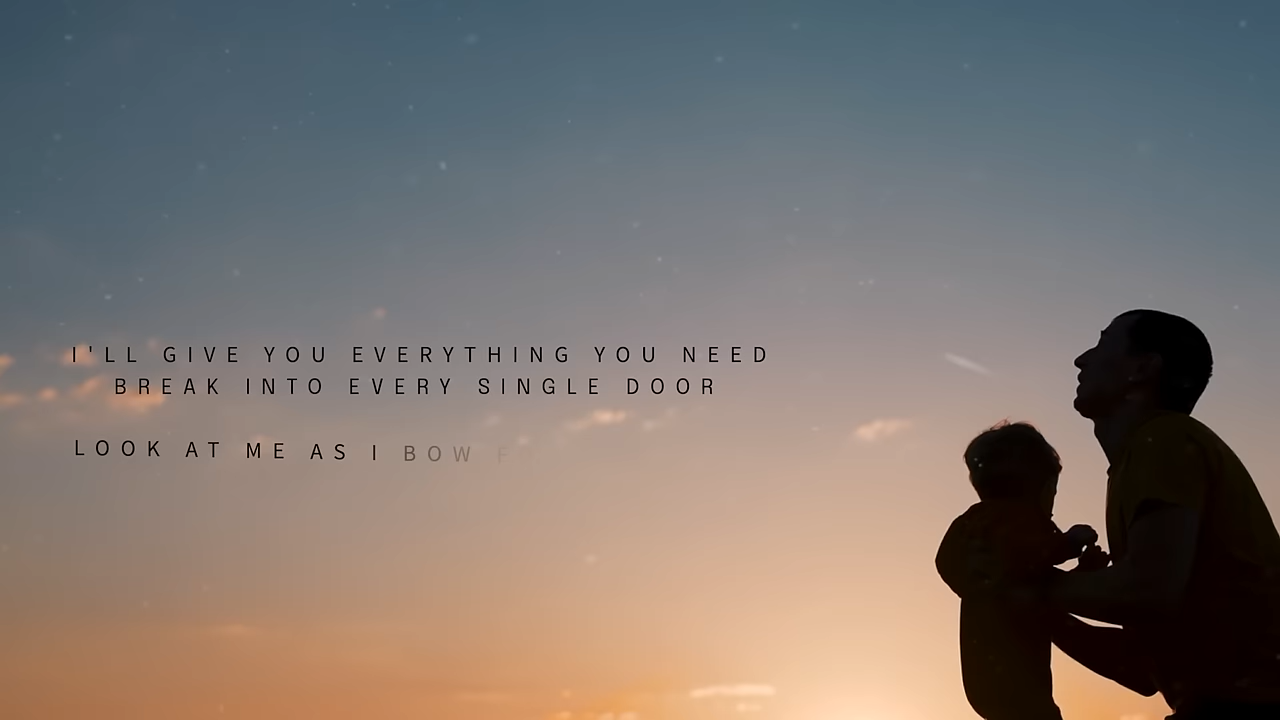 I'LL GIVE YOU EVERYTHING YOU NEED
BREAK INTO EVERY SINGLE DOOR
LOOK AT ME AS I BOW